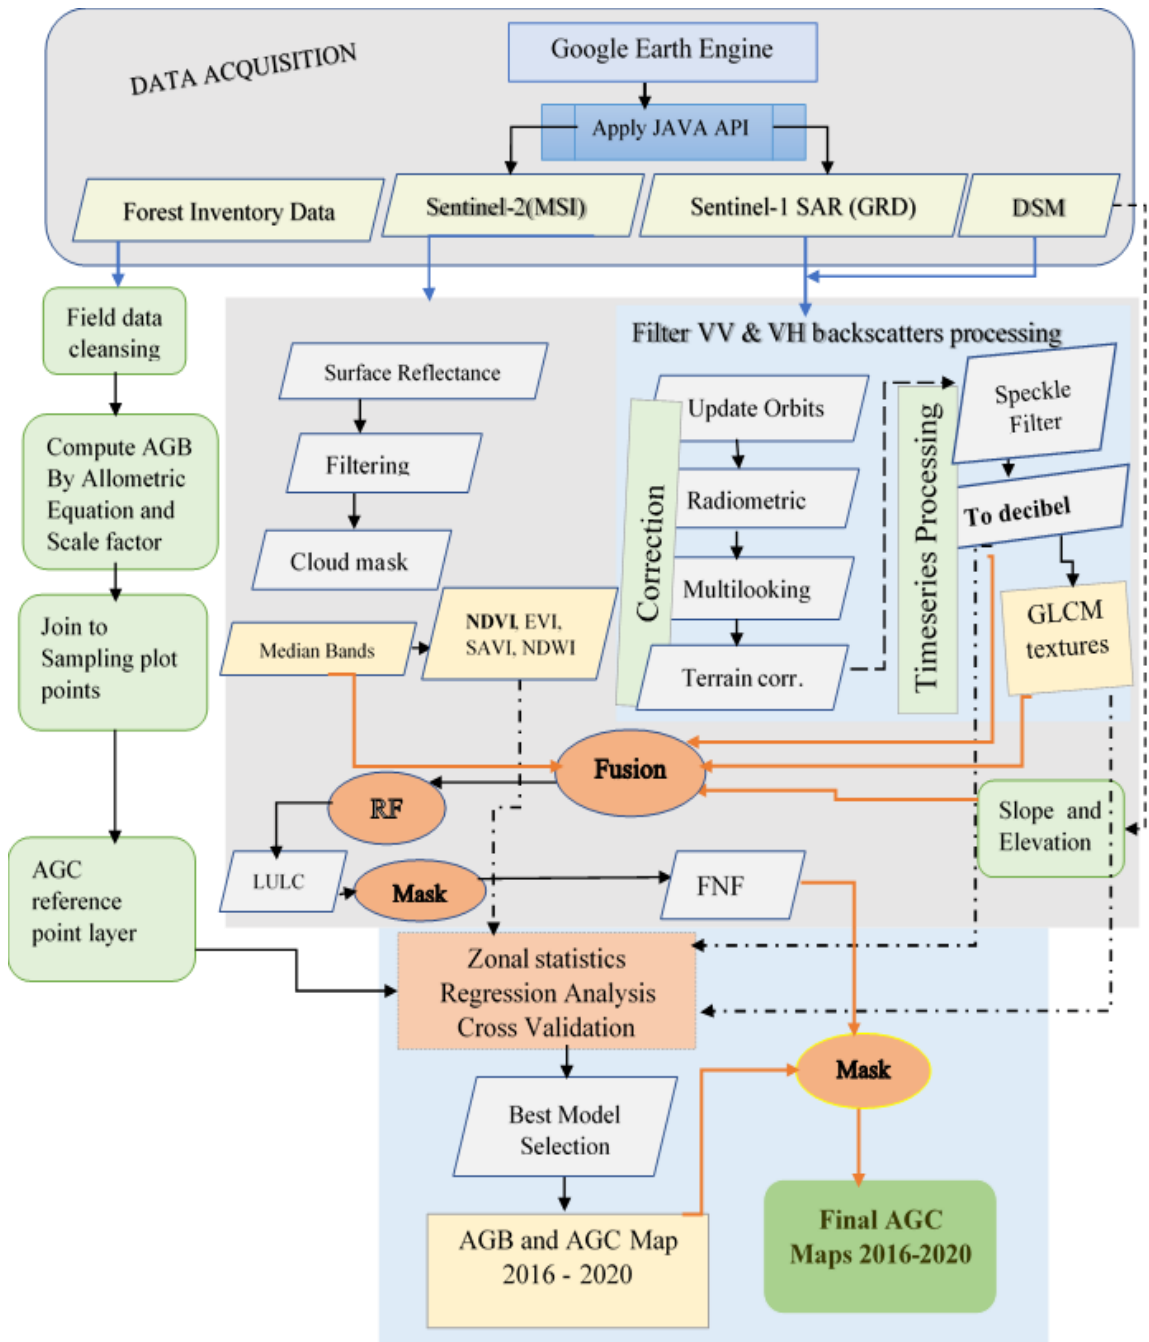 Google Earth Engine
DATA ACQUISITION
Apply JAVA API
Forest Inventory Data
Sentinel-2(MSI)
Sentinel-1 SAR (GRD)
DSM
Field data
cleansing
Compute AGB
By Allometric
Equation and
Scale factor
Join to
Sampling plot
points
AGC
reference
point layer
Surface Reflectance
Filtering
Cloud mask
Median Bands
NDVI, EVI,
SAVI, NDWI
Filter VV & VH backscatters processing
Correction
Update Orbits
Radiometric
Multilooking
Terrain corr.
Timeseries Processing
Speckle
Filter
To decibel
GLCM
textures
Fusion
RF
Slope and
Elevation
LULC
Mask
FNF
Zonal statistics
Regression Analysis
Cross Validation
Mask
Best Model
Selection
AGB and AGC Map
2016 - 2020
Final AGC
Maps 2016-2020